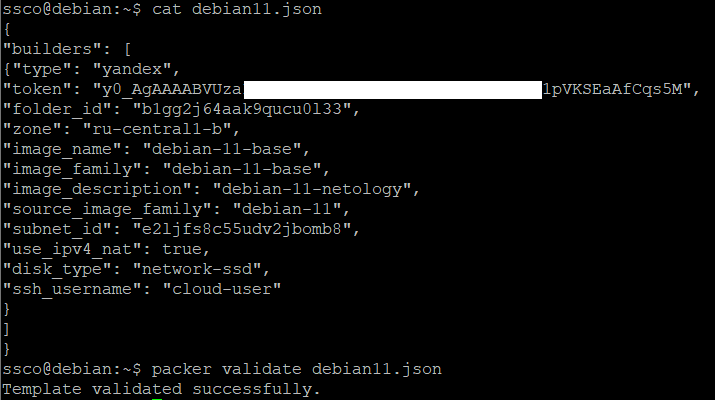 ssco@debian:~$ cat debian11.json
{
"builders": [
{"type": "yandex",
"token": "y0_AgAAAABVUza 1pVKSEaAfCqs5M",
"folder_id": "b1gg2j64aak9qucu0l33",
"zone": "ru-central1-b",
"image_name": "debian-11-base",
"image_family": "debian-11-base",
"image_description": "debian-11-netology",
"source_image_family": "debian-11",
"subnet_id": "e2ljfs8c55udv2jbomb8",
"use_ipv4_nat": true,
"disk_type": "network-ssd",
"ssh_username": "cloud-user"
}
]
}
ssco@debian:~$ packer validate debian11.json
Template validated successfully.